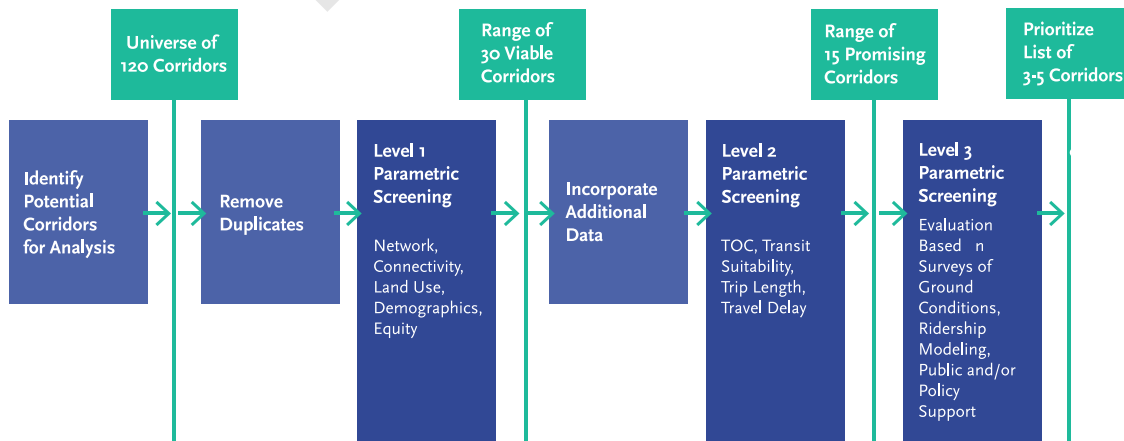 Universe of
120 Corridors
Range of
30 Viable
Corridors
Range of
15 Promising
Corridors
Prioritize
List of
3-5 Corridors
Identify
Potential
Corridors
for Analysis
Remove
Duplicates
Level 1
Parametric
Screening
Network,
Connectivity,
Land Use,
Demographics,
Equity
Incorporate
Additional
Data
Level 2
Parametric
Screening
TOC, Transit
Suitability,
Trip Length,
Travel Delay
Level 3
Parametric
Screening
Evaluation
Based n
Surveys of
Ground
Conditions,
Ridership
Modeling,
Public and/or
Policy
Support